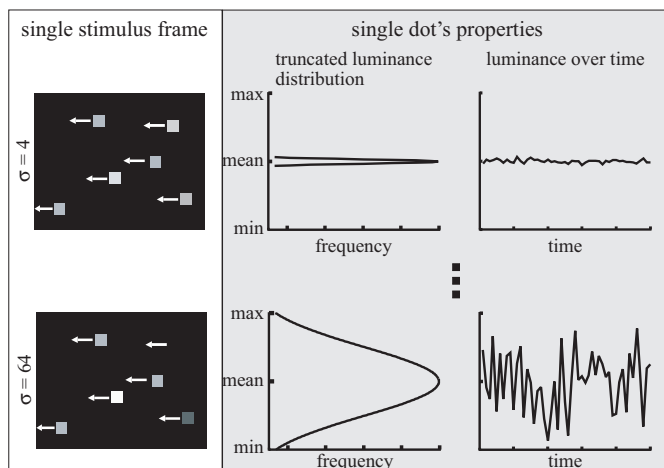 single stimulus frame
single dot's properties
truncated luminance
distribution
luminance over time
σ = 4
max
mean
min
frequency
time
σ = 64
max
mean
min
frequency
time